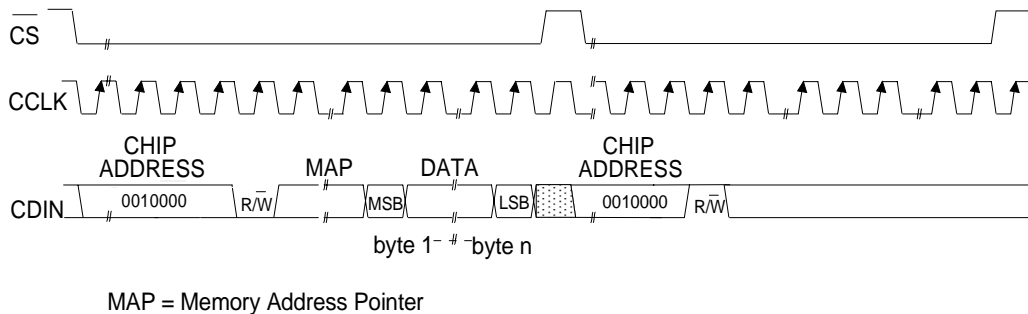 CS
CCLK
CHIP
ADDRESS
MAP
DATA
CHIP
ADDRESS
CDIN
0010000
R/W
MSB
LSB
0010000
R/W
byte 1
byte n
MAP = Memory Address Pointer